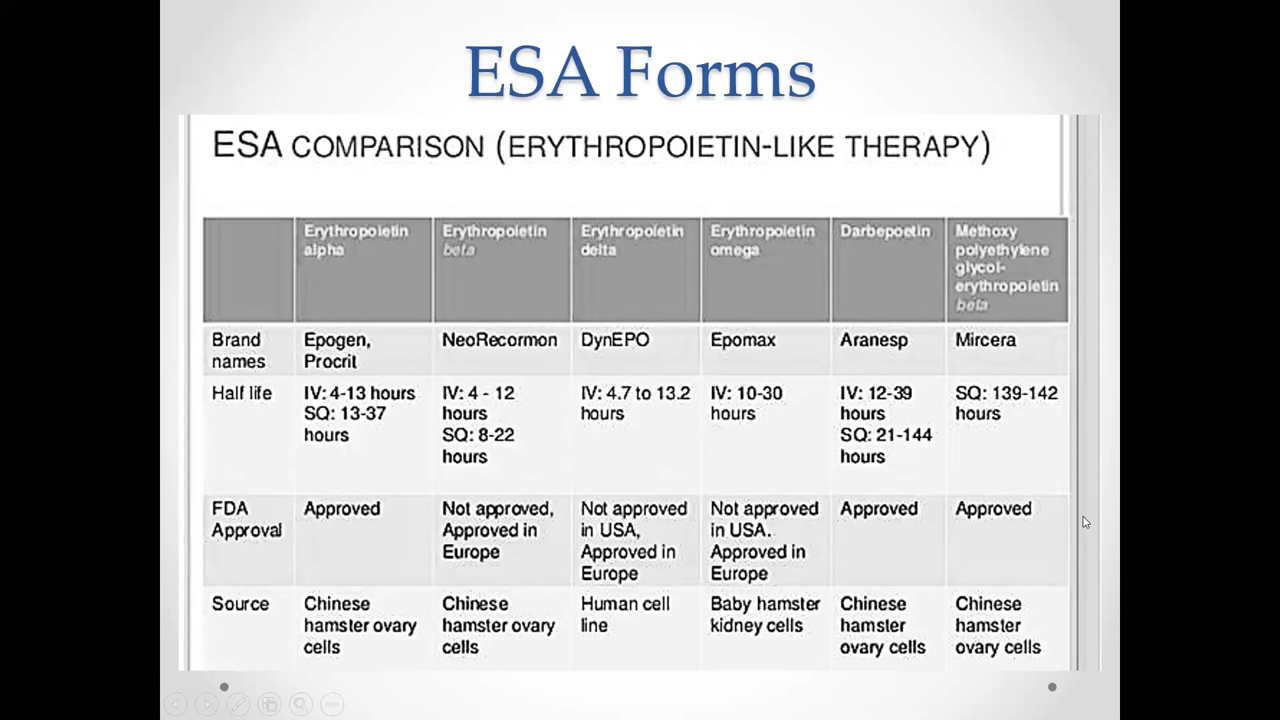 ESA Forms
ESA COMPARISON (ERYTHROPOIETIN-LIKE THERAPY)
Erythropoietin alpha
Erythropoietin beta
Erythropoietin delta
Erythropoietin omega
Darbepoetin
Methoxy polyethylene glycol-erythropoietin beta
Brand names
Epogen, Procrit
NeoRecormon
DynEPO
Epomax
Aranesp
Mircera
Half life
IV: 4-13 hours
SQ: 13-37 hours
IV: 4 - 12 hours
SQ: 8-22 hours
IV: 4.7 to 13.2 hours
IV: 10-30 hours
IV: 12-39 hours
SQ: 21-144 hours
SQ: 139-142 hours
FDA Approval
Approved
Not approved, Approved in Europe
Not approved in USA, Approved in Europe
Not approved in USA. Approved in Europe
Approved
Approved
Source
Chinese hamster ovary cells
Chinese hamster ovary cells
Human cell line
Baby hamster kidney cells
Chinese hamster ovary cells
Chinese hamster ovary cells